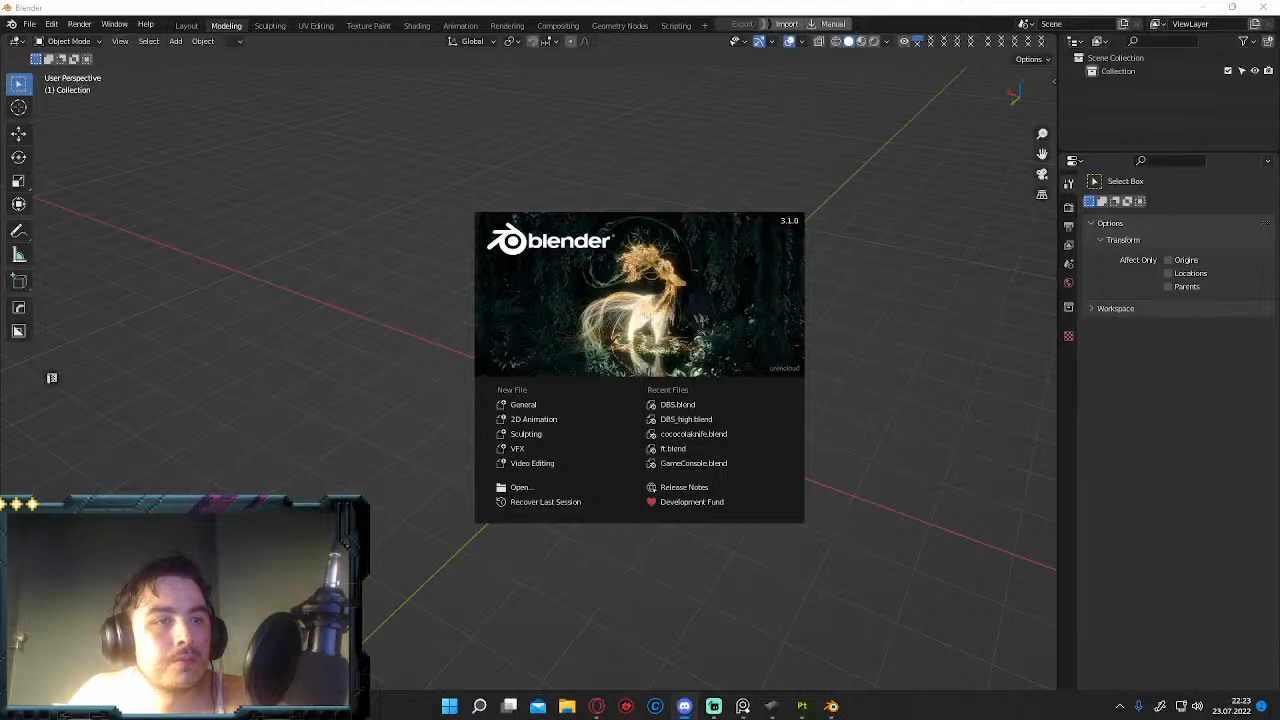 Blender
File Edit Render Window Help Layout Modeling Sculpting UV Editing Texture Paint Shading Animation Rendering Compositing Geometry Nodes Scripting + Export Import Manual Scene ViewLayer
Object Mode View Select Add Object Global
Options
User Perspective
(1) Collection
Scene Collection
Collection
Select Box
Options
Transform
Affect Only Origins
Locations
Parents
Workspace
blender
3.1.0
New File
General
2D Animation
Sculpting
VFX
Video Editing
Open...
Recover Last Session
Recent Files
DBS.blend
DBS_high.blend
cococolaknife.blend
ft.blend
GameConsole.blend
Release Notes
Development Fund
Pt
22:23
23.07.2022